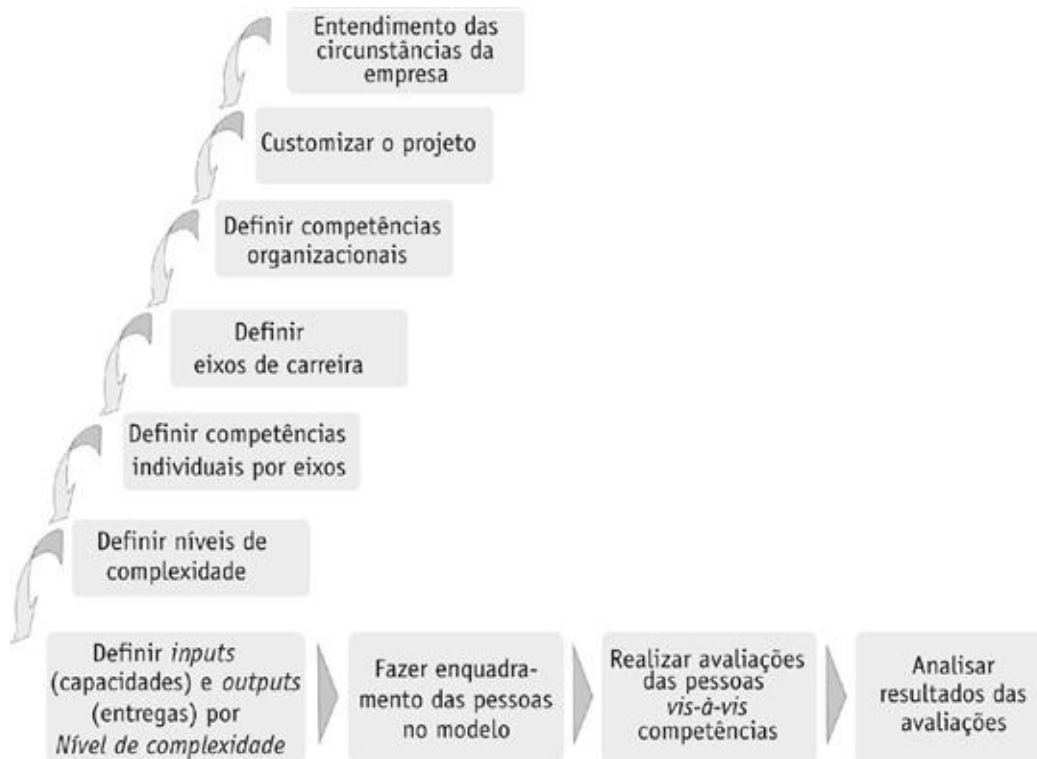 Entendimento das
circunstâncias da
empresa
Customizar o projeto
Definir competências
organizacionais
Definir
eixos de carreira
Definir competências
individuais por eixos
Definir níveis de
complexidade
Definir inputs
(capacidades) e outputs
(entregas) por
Nível de complexidade
Fazer enquadra-
mento das pessoas
no modelo
Realizar avaliações
das pessoas
vis-à-vis
competências
Analisar
resultados das
avaliações